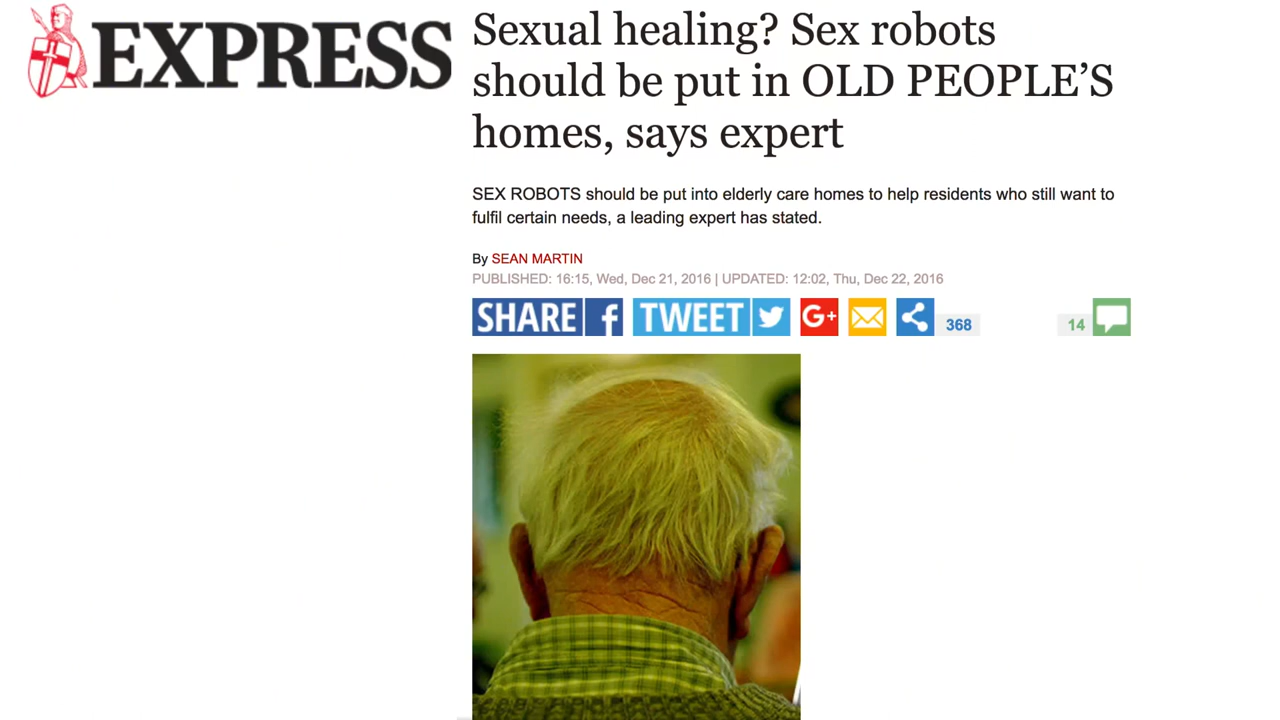 EXPRESS
Sexual healing? Sex robots
should be put in OLD PEOPLE’S
homes, says expert
SEX ROBOTS should be put into elderly care homes to help residents who still want to
fulfil certain needs, a leading expert has stated.
By SEAN MARTIN
PUBLISHED: 16:15, Wed, Dec 21, 2016 | UPDATED: 12:02, Thu, Dec 22, 2016
SHARE f TWEET G+ 368 14